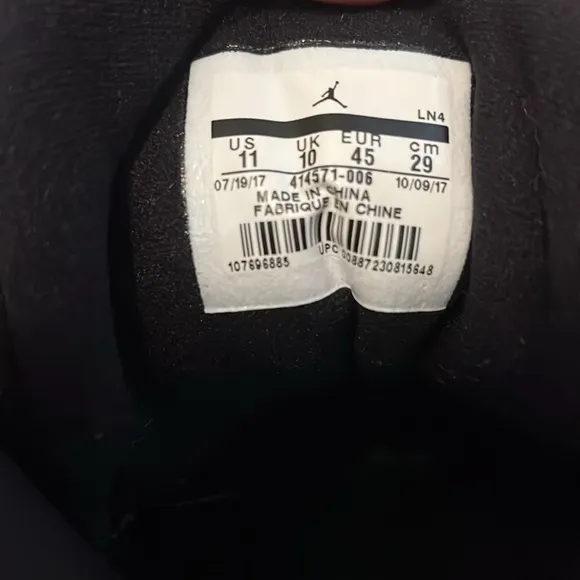 LN4
US UK EUR cm
11 10 45 29
07/19/17 414571-006 10/09/17
MADE IN CHINA
FABRIQUE EN CHINE
107696885 UPC 00887230815648